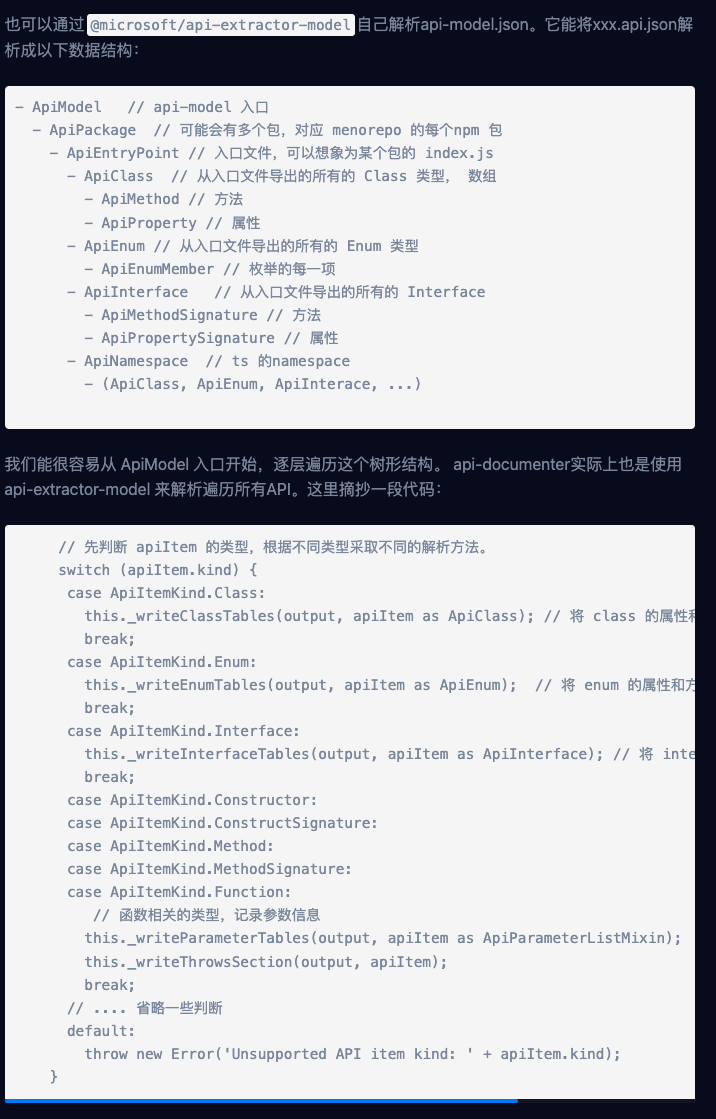 也可以通过 @microsoft/api-extractor-model 自己解析api-model.json。它能将xxx.api.json解
析成以下数据结构：
- ApiModel   // api-model 入口
  - ApiPackage  // 可能会有多个包，对应 menorepo 的每个npm 包
    - ApiEntryPoint // 入口文件，可以想象为某个包的 index.js
      - ApiClass  // 从入口文件导出的所有的 Class 类型， 数组
        - ApiMethod // 方法
        - ApiProperty // 属性
      - ApiEnum // 从入口文件导出的所有的 Enum 类型
        - ApiEnumMember // 枚举的每一项
      - ApiInterface   // 从入口文件导出的所有的 Interface
        - ApiMethodSignature // 方法
        - ApiPropertySignature // 属性
      - ApiNamespace  // ts 的namespace
        - (ApiClass, ApiEnum, ApiInterace, ...)
我们能很容易从 ApiModel 入口开始，逐层遍历这个树形结构。 api-documenter实际上也是使用
api-extractor-model 来解析遍历所有API。这里摘抄一段代码：
     // 先判断 apiItem 的类型，根据不同类型采取不同的解析方法。
     switch (apiItem.kind) {
      case ApiItemKind.Class:
        this._writeClassTables(output, apiItem as ApiClass); // 将 class 的属性和
        break;
      case ApiItemKind.Enum:
        this._writeEnumTables(output, apiItem as ApiEnum);  // 将 enum 的属性和方
        break;
      case ApiItemKind.Interface:
        this._writeInterfaceTables(output, apiItem as ApiInterface); // 将 inte
        break;
      case ApiItemKind.Constructor:
      case ApiItemKind.ConstructSignature:
      case ApiItemKind.Method:
      case ApiItemKind.MethodSignature:
      case ApiItemKind.Function:
         // 函数相关的类型，记录参数信息
        this._writeParameterTables(output, apiItem as ApiParameterListMixin);
        this._writeThrowsSection(output, apiItem);
        break;
      // .... 省略一些判断
      default:
        throw new Error('Unsupported API item kind: ' + apiItem.kind);
    }